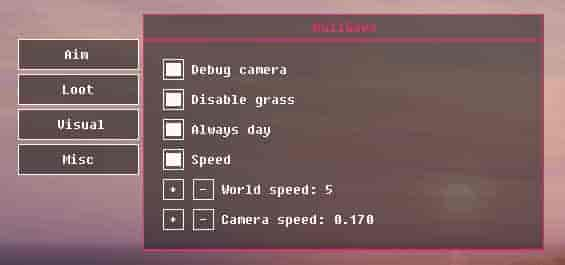 Aim
Loot
Visual
Misc
Debug camera
Disable grass
Always day
Speed
+ - World speed: 5
+ - Camera speed: 0.170